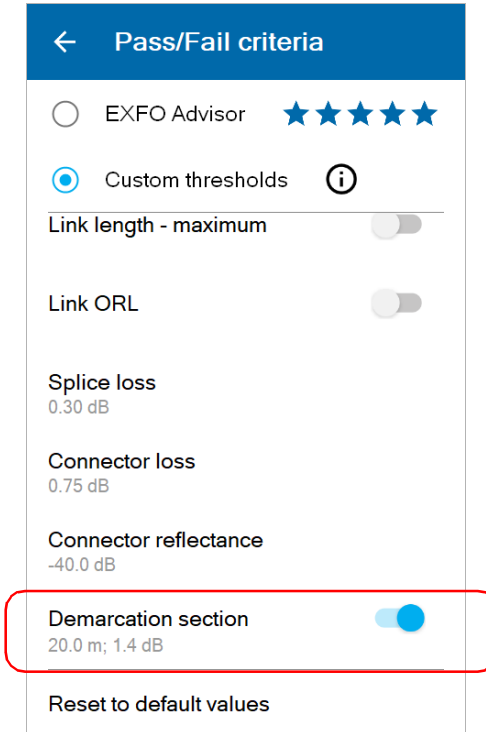 Pass/Fail criteria
EXFO Advisor
Custom thresholds
Link length - maximum
Link ORL
Splice loss
0.30 dB
Connector loss
0.75 dB
Connector reflectance
-40.0 dB
Demarcation section
20.0 m; 1.4 dB
Reset to default values